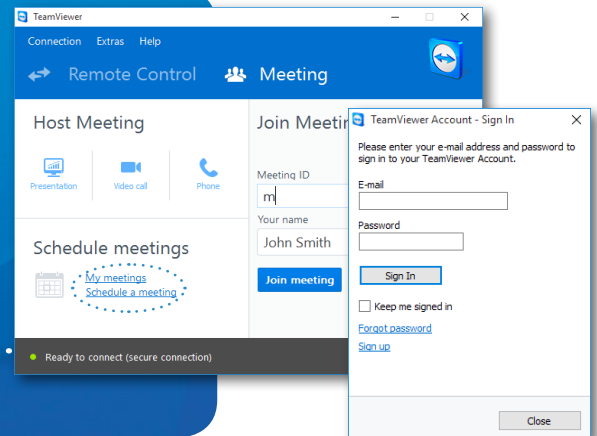 TeamViewer
Connection Extras Help
Remote Control Meeting
Host Meeting
Presentation Video call Phone
Schedule meetings
My meetings
Schedule a meeting
Join Meetin
Meeting ID
m
Your name
John Smith
Join meeting
Ready to connect (secure connection)
TeamViewer Account - Sign In
Please enter your e-mail address and password to
sign in to your TeamViewer Account.
E-mail
Password
Sign In
Keep me signed in
Forgot password
Sign up
Close